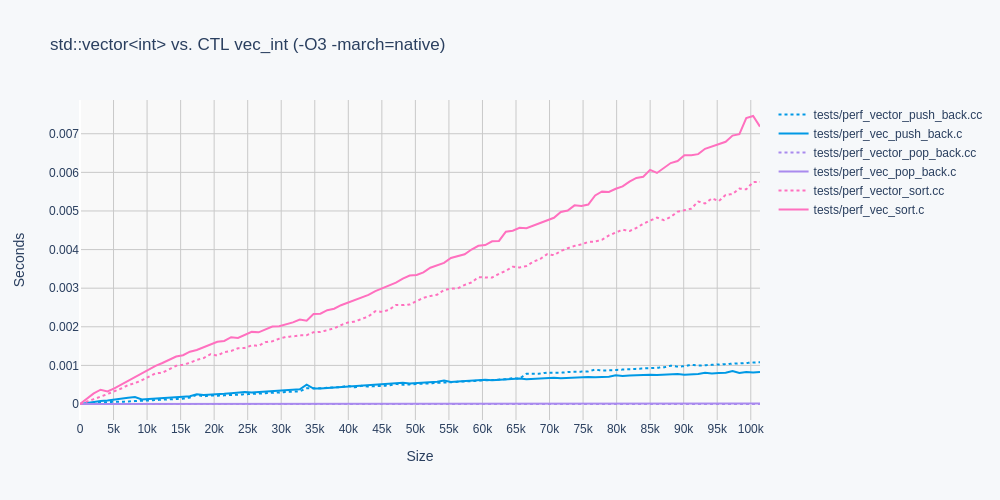 std::vector<int> vs. CTL vec_int (-O3 -march=native)
tests/perf_vector_push_back.cc
tests/perf_vec_push_back.c
tests/perf_vector_pop_back.cc
tests/perf_vec_pop_back.c
tests/perf_vector_sort.cc
tests/perf_vec_sort.c
Seconds
0.007
0.006
0.005
0.004
0.003
0.002
0.001
0
0 5k 10k 15k 20k 25k 30k 35k 40k 45k 50k 55k 60k 65k 70k 75k 80k 85k 90k 95k 100k
Size